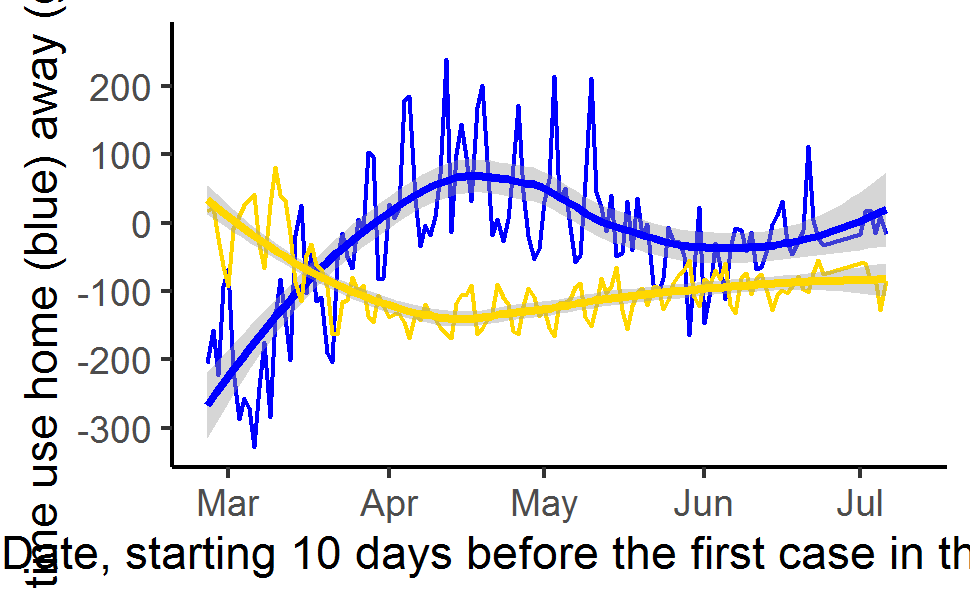 time use home (blue) away (
200
100
0
-100
-200
-300
Mar Apr May Jun Jul
Date, starting 10 days before the first case in th